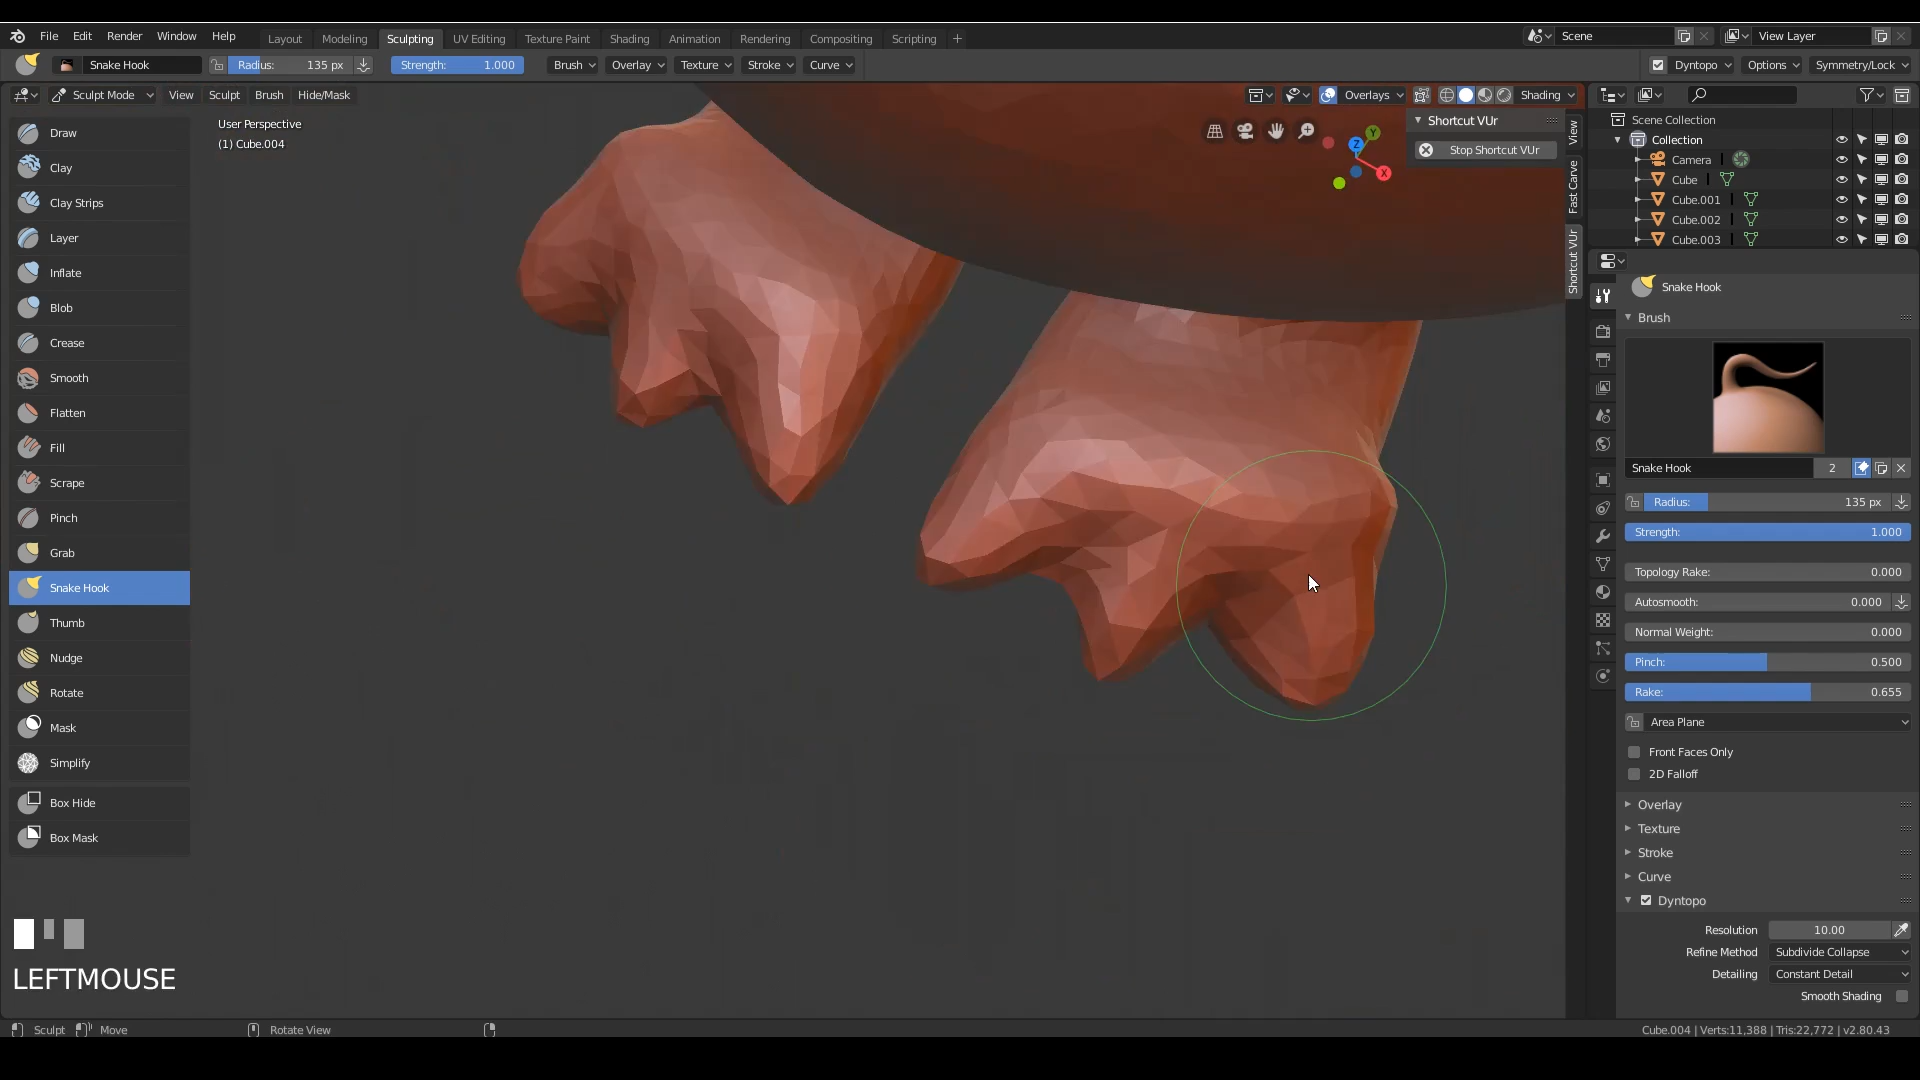 File Edit Render Window Help Layout Modeling Sculpting UV Editing Texture Paint Shading Animation Rendering Compositing Scripting + Scene View Layer
Snake Hook Radius: 135 px Strength: 1.000 Brush Overlay Texture Stroke Curve Dyntopo Options Symmetry/Lock
Sculpt Mode View Sculpt Brush Hide/Mask Overlays Shading
User Perspective
(1) Cube.004
Draw
Clay
Clay Strips
Layer
Inflate
Blob
Crease
Smooth
Flatten
Fill
Scrape
Pinch
Grab
Snake Hook
Thumb
Nudge
Rotate
Mask
Simplify
Box Hide
Box Mask
LEFTMOUSE
Z
Y
X
Shortcut VUr
Stop Shortcut VUr
View
Fast Carve
Shortcut VUr
Scene Collection
Collection
Camera
Cube
Cube.001
Cube.002
Cube.003
Snake Hook
Brush
Snake Hook 2
Radius: 135 px
Strength: 1.000
Topology Rake: 0.000
Autosmooth: 0.000
Normal Weight: 0.000
Pinch: 0.500
Rake: 0.655
Area Plane
Front Faces Only
2D Falloff
Overlay
Texture
Stroke
Curve
Dyntopo
Resolution 10.00
Refine Method Subdivide Collapse
Detailing Constant Detail
Smooth Shading
Sculpt Move Rotate View Cube.004 | Verts:11,388 | Tris:22,772 | v2.80.43